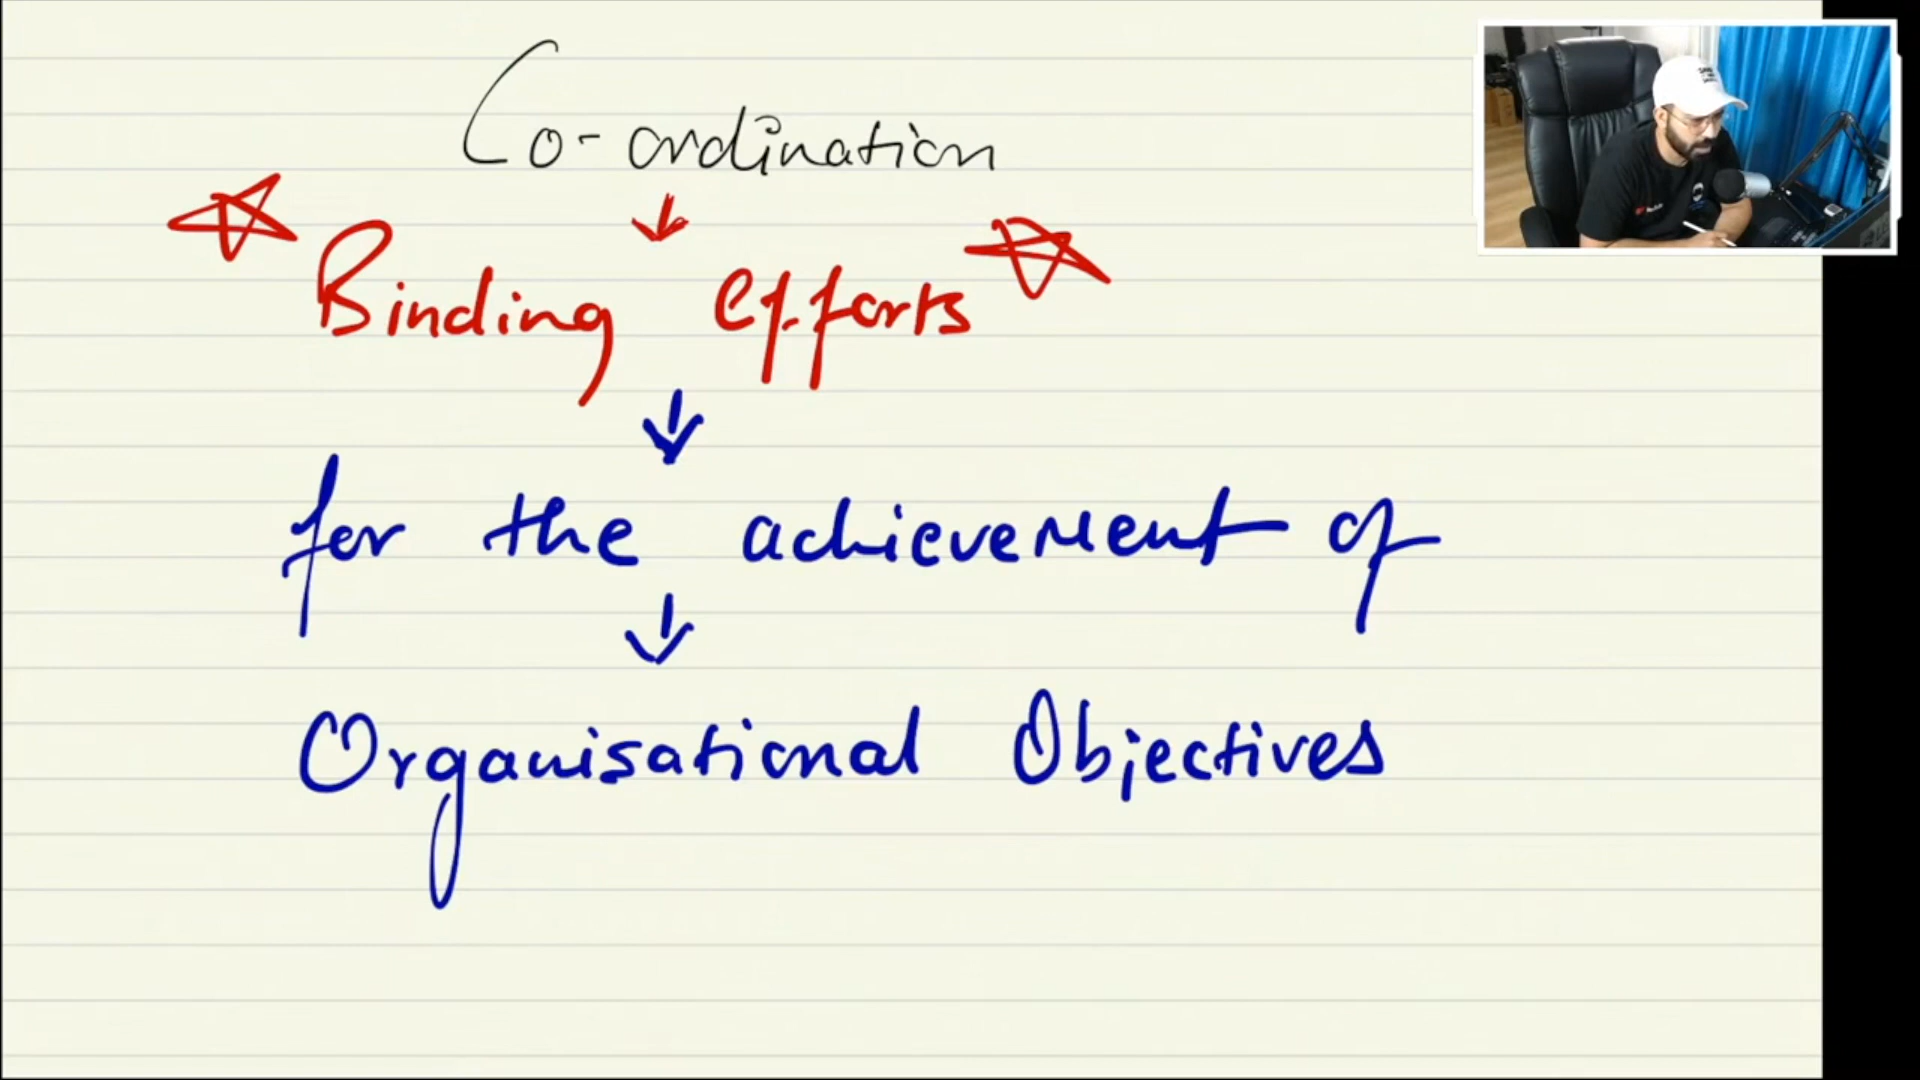 Co-ordination
Binding Efforts
for the achievement of
Organisational Objectives